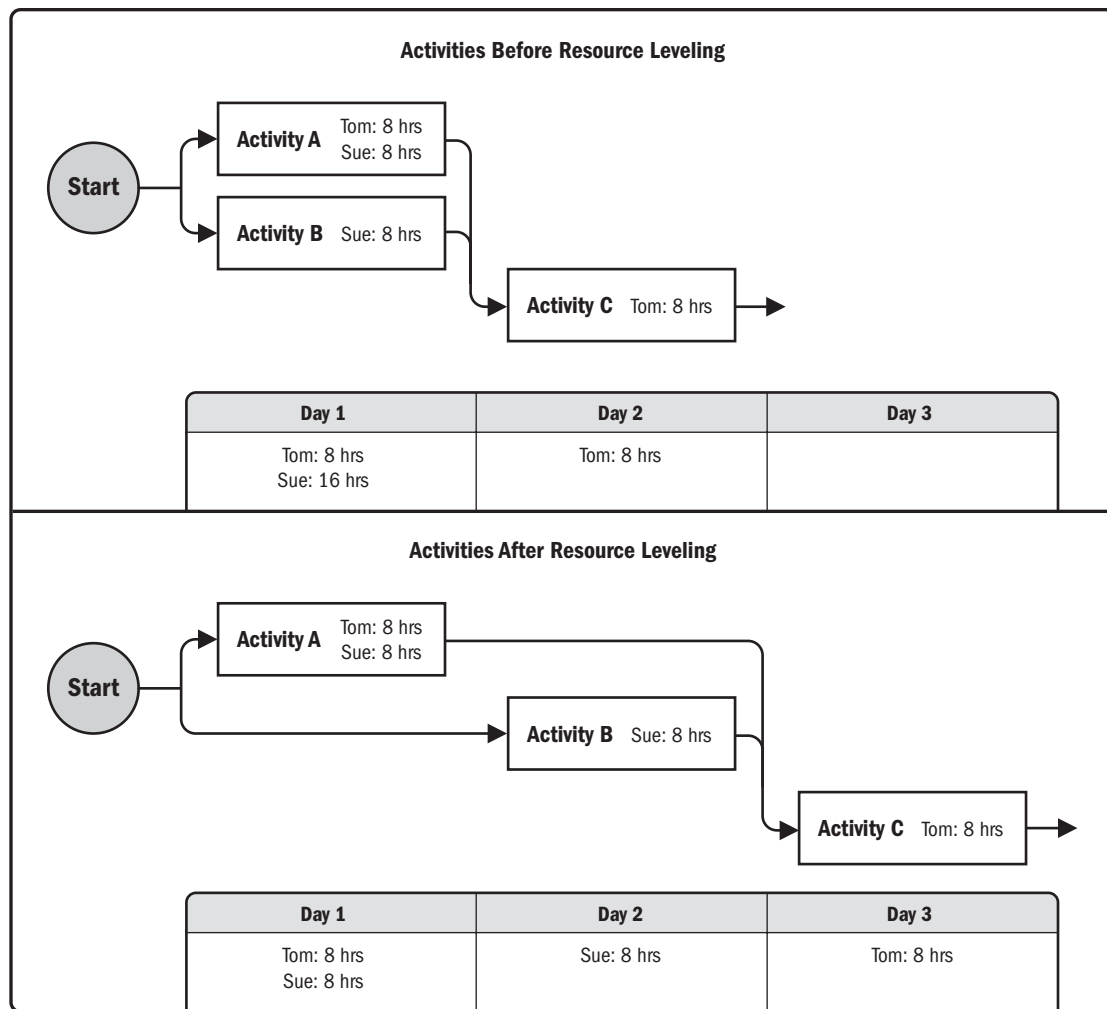 Activities Before Resource Leveling
Start
Activity A
Tom: 8 hrs
Sue: 8 hrs
Activity B Sue: 8 hrs
Activity C Tom: 8 hrs
Day 1 Day 2 Day 3
Tom: 8 hrs Tom: 8 hrs
Sue: 16 hrs
Activities After Resource Leveling
Start
Activity A
Tom: 8 hrs
Sue: 8 hrs
Activity B Sue: 8 hrs
Activity C Tom: 8 hrs
Day 1 Day 2 Day 3
Tom: 8 hrs Sue: 8 hrs Tom: 8 hrs
Sue: 8 hrs